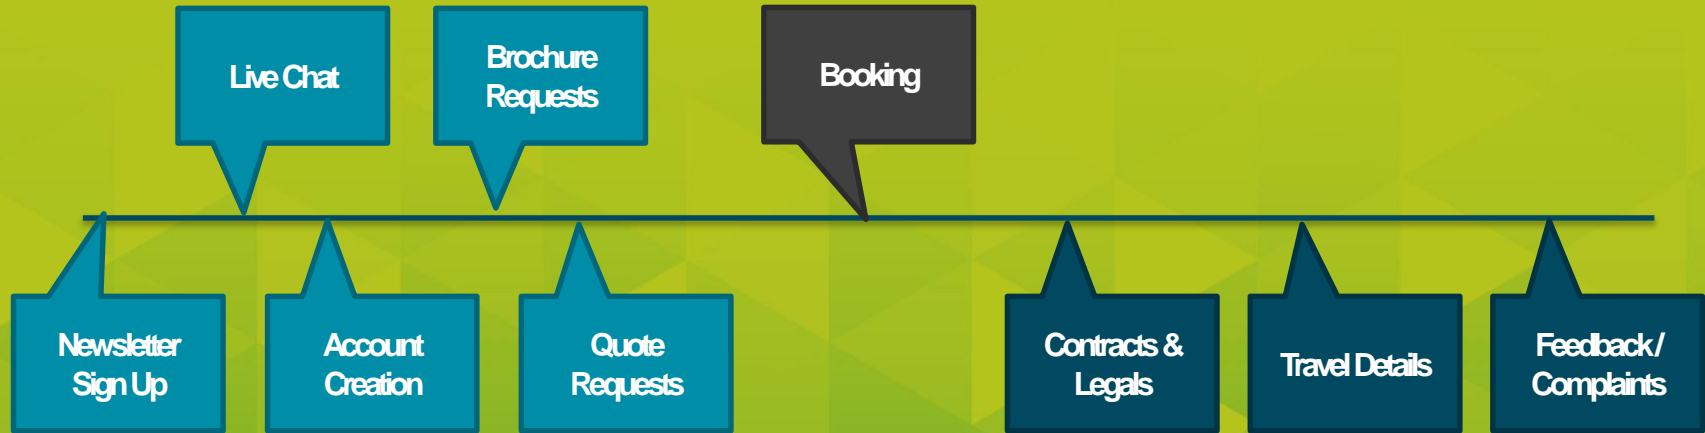 Live Chat
Brochure
Requests
Booking
Newsletter
Sign Up
Account
Creation
Quote
Requests
Contracts &
Legals
Travel Details
Feedback /
Complaints